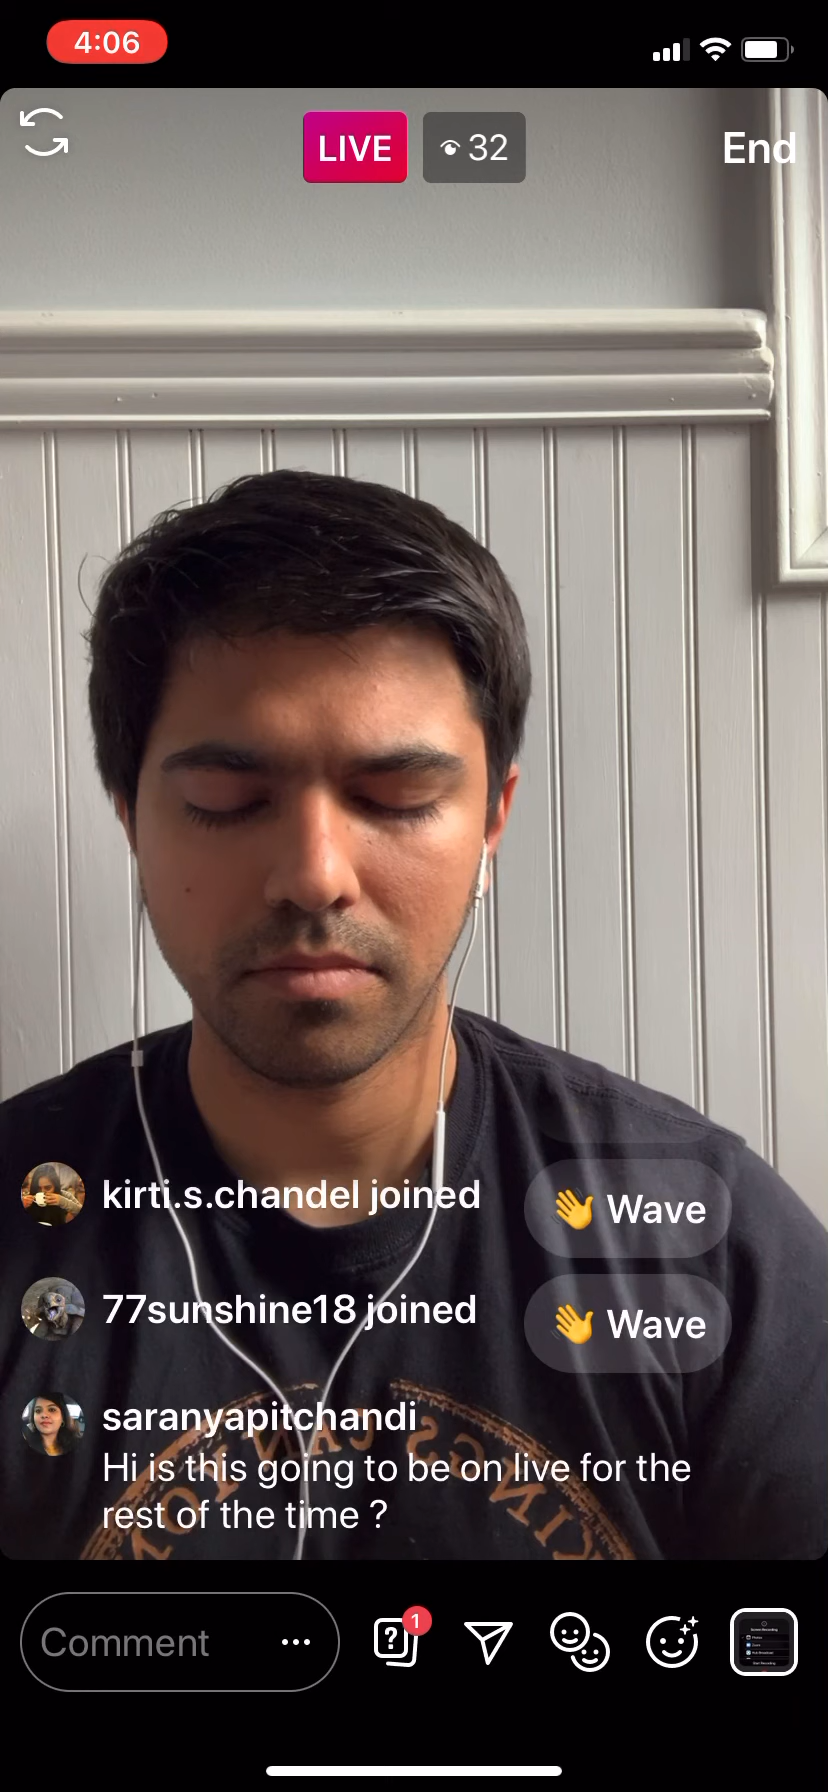 4:06
LIVE
32
End
kirti.s.chandel joined
👋 Wave
77sunshine18 joined
👋 Wave
saranyapitchandi
Hi is this going to be on live for the
rest of the time ?
Comment
1